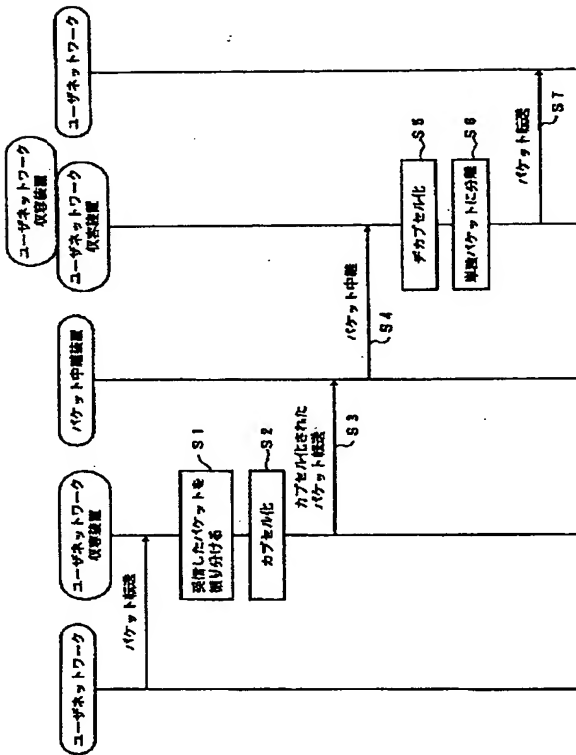 ユーザネットワーク
ユーザネットワーク
収容装置
パケット中継装置
ユーザネットワーク
収容装置
ユーザネットワーク
収容装置
ユーザネットワーク
パケット転送
受信したパケットを
振り分ける
S1
カプセル化
S2
カプセル化された
パケット転送
S3
パケット中継
S4
デカプセル化
S5
単独パケットに分離
S6
パケット転送
S7